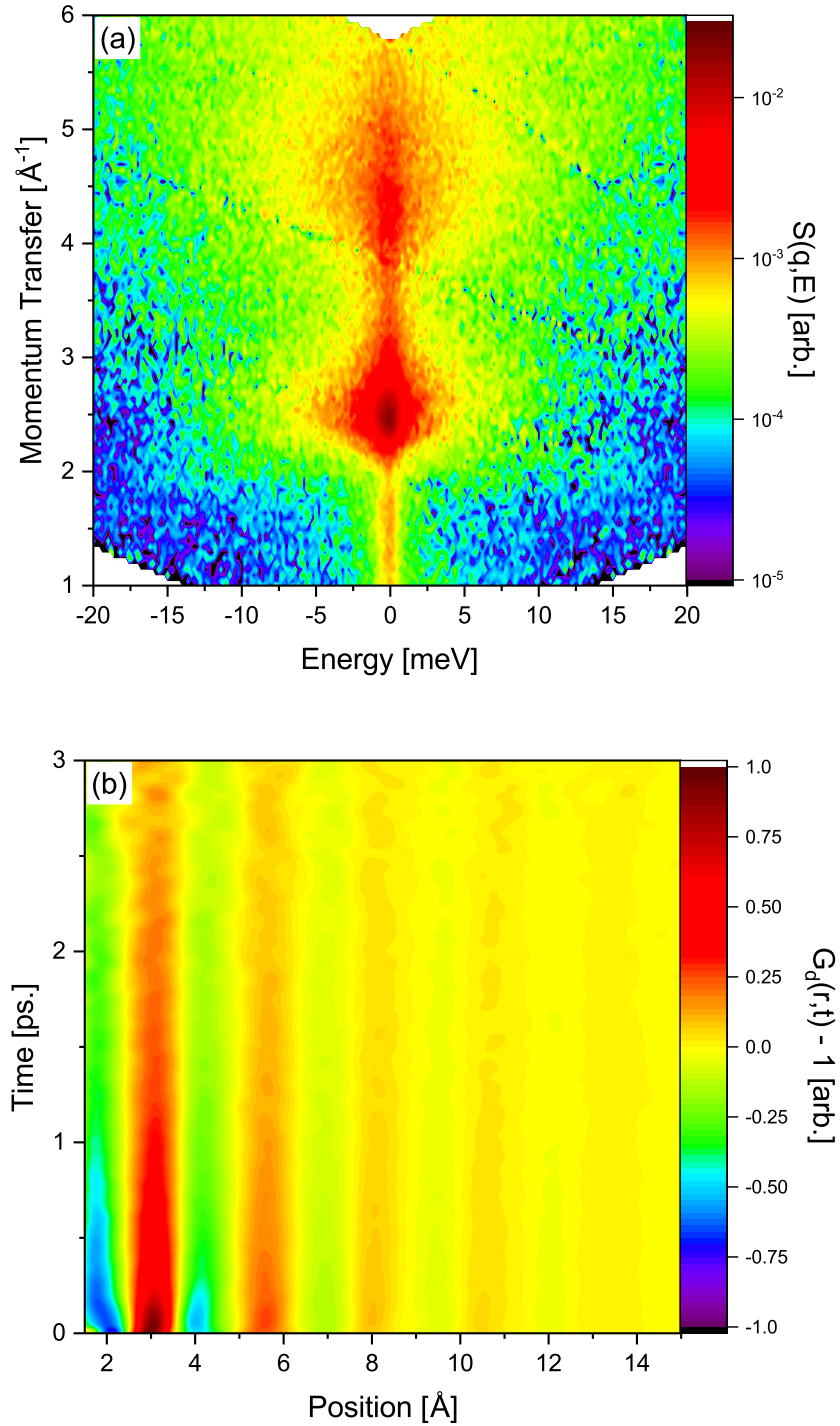 (a)
6
5
4
3
2
1
Momentum Transfer [Å⁻¹]
-20 -15 -10 -5 0 5 10 15 20
Energy [meV]
10⁻²
10⁻³
10⁻⁴
10⁻⁵
S(q,E) [arb.]
(b)
3
2
1
0
Time [ps.]
2 4 6 8 10 12 14
Position [Å]
1.0
0.75
0.50
0.25
0.0
-0.25
-0.50
-0.75
-1.0
G_d(r,t) - 1 [arb.]